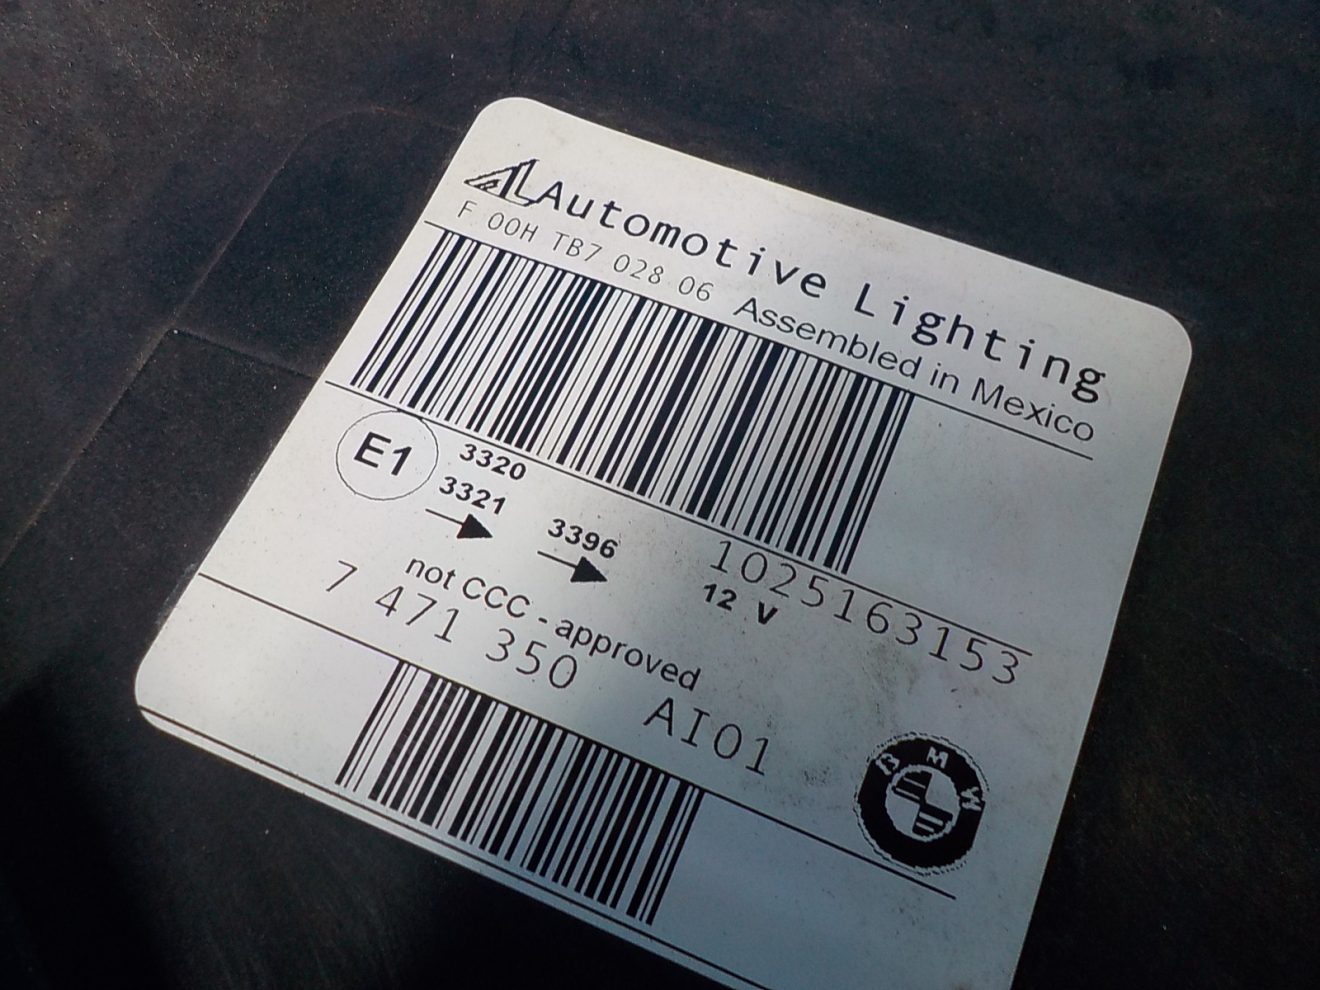 AL Automotive Lighting
F 00H TB7 028 06 Assembled in Mexico
E1
3320
3321
3396
1025163153
12 V
not CCC - approved
7 471 350 AI01
BMW